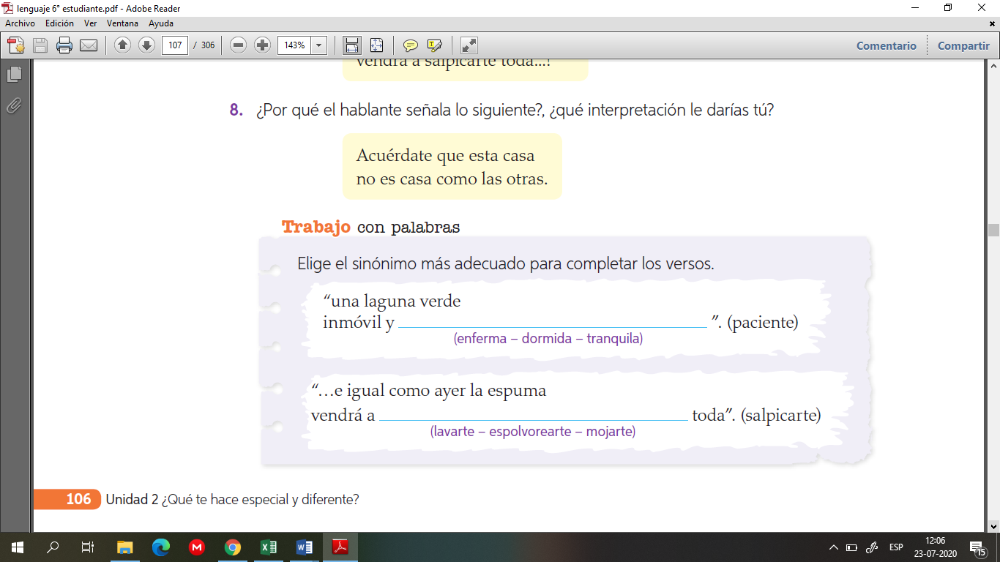 lenguaje 6° estudiante.pdf - Adobe Reader
Archivo Edición Ver Ventana Ayuda
107 / 306 143% Comentario Compartir
vendrá a salpicarte toda...!
8. ¿Por qué el hablante señala lo siguiente?, ¿qué interpretación le darías tú?
Acuérdate que esta casa
no es casa como las otras.
Trabajo con palabras
Elige el sinónimo más adecuado para completar los versos.
“una laguna verde
inmóvil y ”. (paciente)
(enferma – dormida – tranquila)
“…e igual como ayer la espuma
vendrá a toda”. (salpicarte)
(lavarte – espolvorearte – mojarte)
106 Unidad 2 ¿Qué te hace especial y diferente?
ESP 12:06
23-07-2020 15